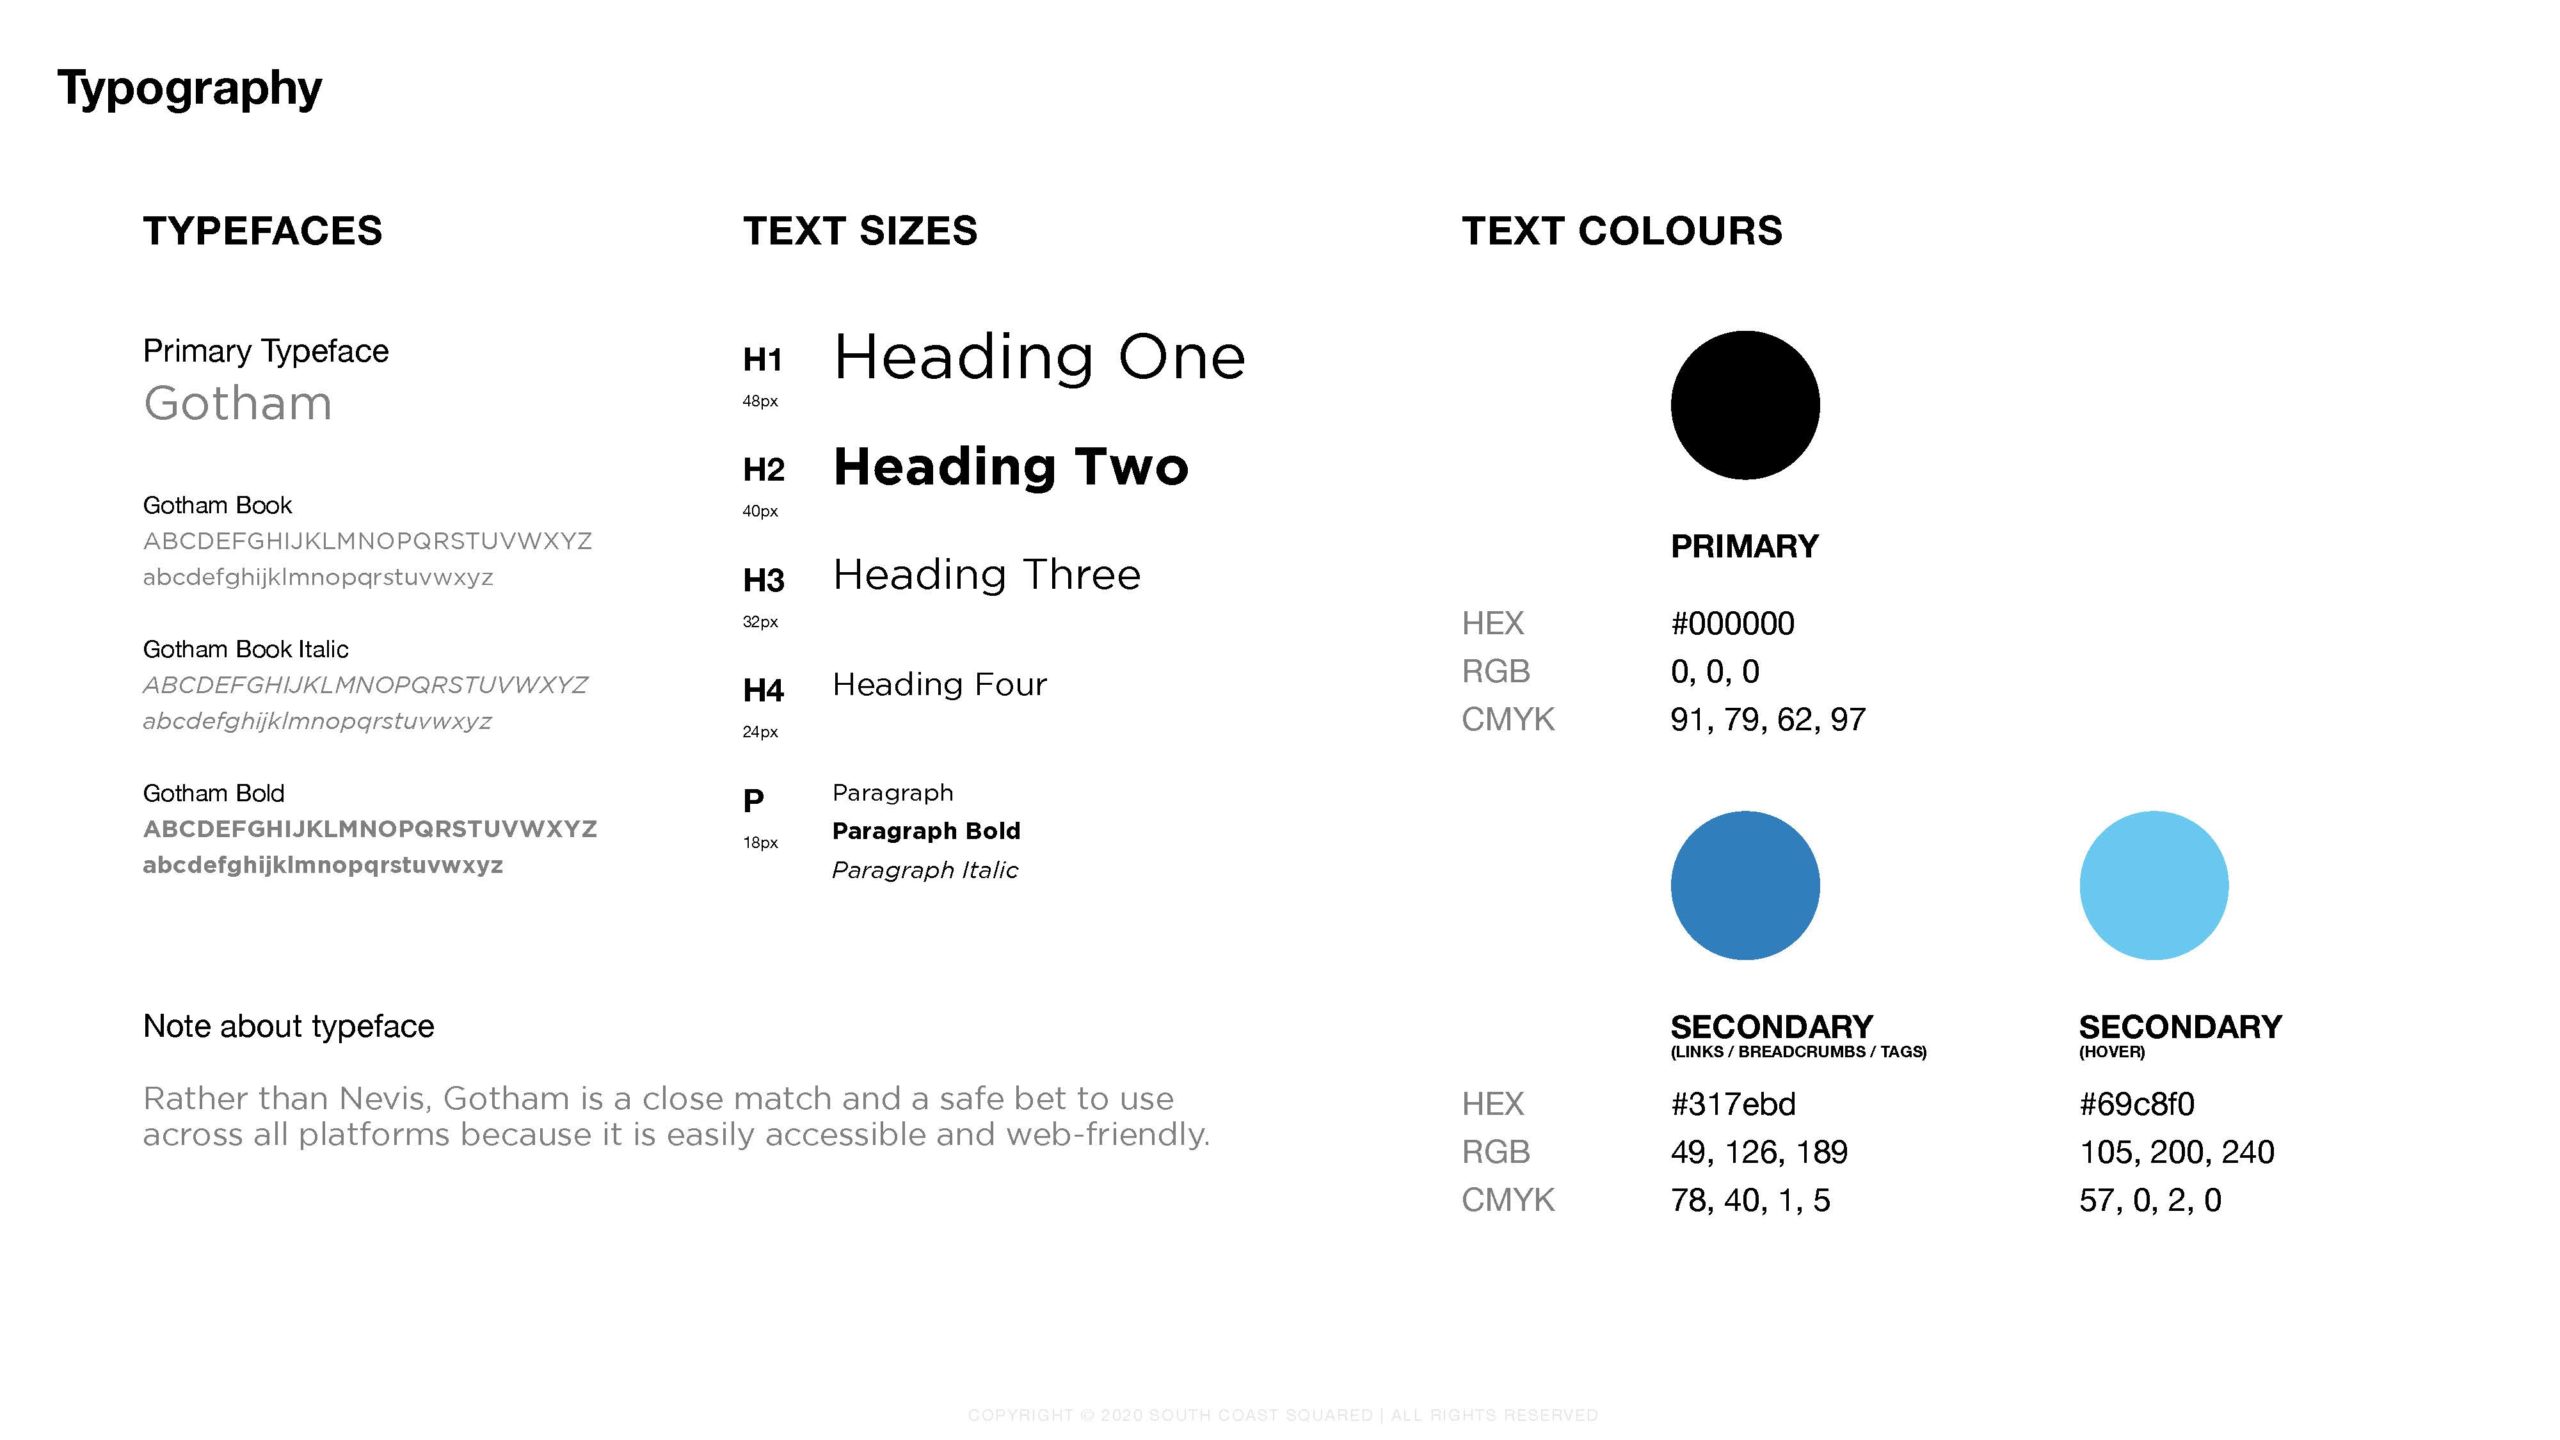 Typography
TYPEFACES
Primary Typeface
Gotham
Gotham Book
ABCDEFGHIJKLMNOPQRSTUVWXYZ
abcdefghijklmnopqrstuvwxyz
Gotham Book Italic
ABCDEFGHIJKLMNOPQRSTUVWXYZ
abcdefghijklmnopqrstuvwxyz
Gotham Bold
ABCDEFGHIJKLMNOPQRSTUVWXYZ
abcdefghijklmnopqrstuvwxyz
Note about typeface
Rather than Nevis, Gotham is a close match and a safe bet to use
across all platforms because it is easily accessible and web-friendly.
TEXT SIZES
H1 Heading One
48px
H2 Heading Two
40px
H3 Heading Three
32px
H4 Heading Four
24px
P Paragraph
Paragraph Bold
18px
Paragraph Italic
TEXT COLOURS
PRIMARY
HEX #000000
RGB 0, 0, 0
CMYK 91, 79, 62, 97
SECONDARY SECONDARY
(LINKS / BREADCRUMBS / TAGS) (HOVER)
HEX #317ebd #69c8f0
RGB 49, 126, 189 105, 200, 240
CMYK 78, 40, 1, 5 57, 0, 2, 0
COPYRIGHT © 2020 SOUTH COAST SQUARED | ALL RIGHTS RESERVED